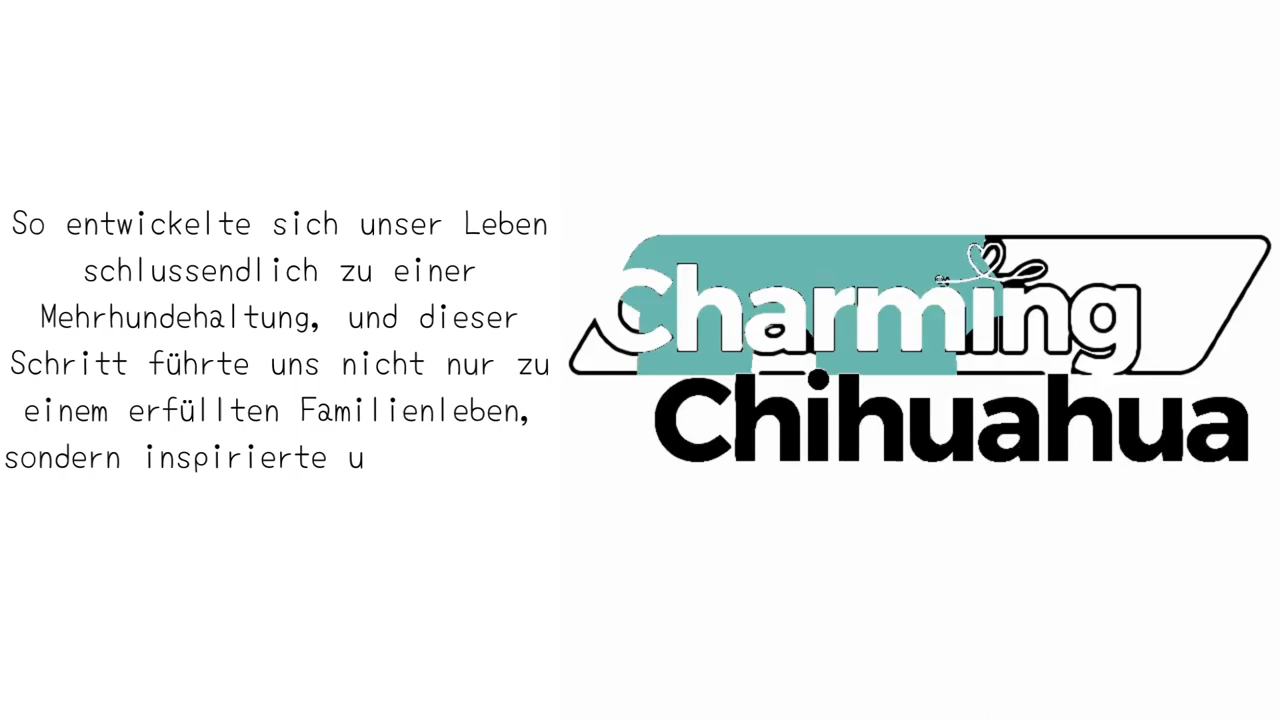 So entwickelte sich unser Leben
schlussendlich zu einer
Mehrhundehaltung, und dieser
Schritt führte uns nicht nur zu
einem erfüllten Familienleben,
sondern inspirierte u
Charming
Chihuahua